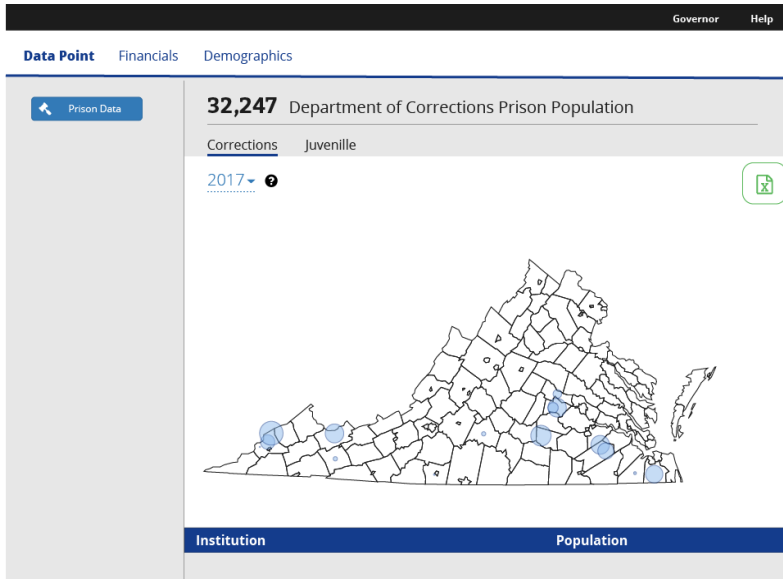 Governor Help
Data Point Financials Demographics
Prison Data
32,247 Department of Corrections Prison Population
Corrections Juvenille
2017
?
X
Institution Population